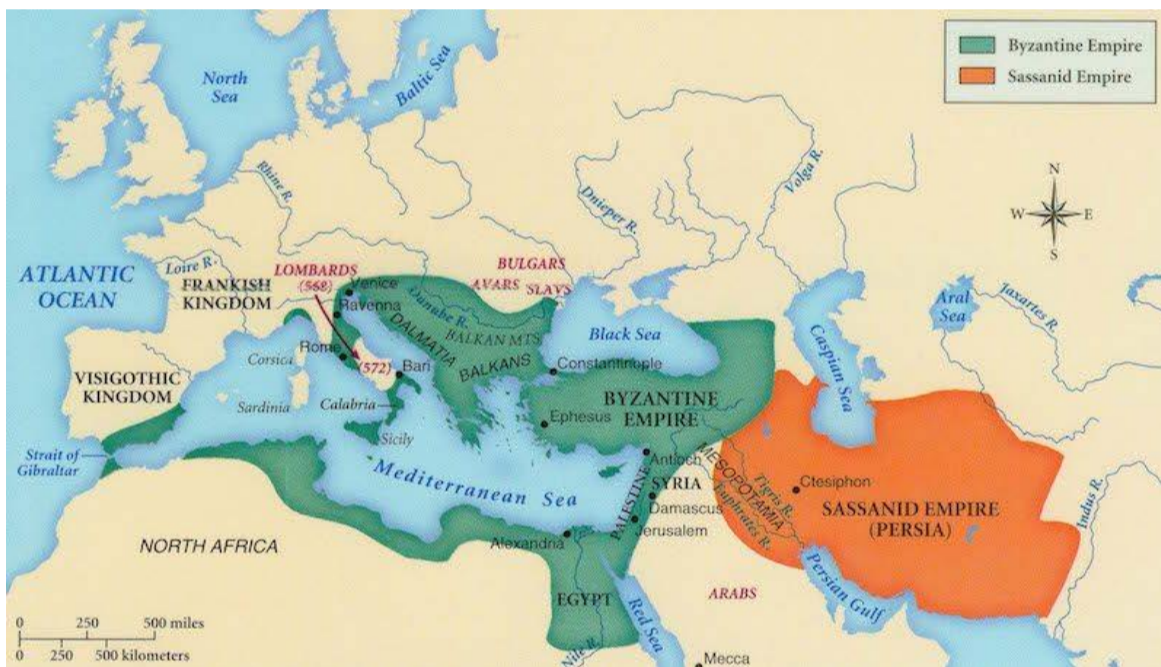 Byzantine Empire
Sassanid Empire
North
Sea
Baltic Sea
N
W
E
S
Rhine R.
Dnieper R.
Volga R.
ATLANTIC
OCEAN
Loire R.
FRANKISH
KINGDOM
LOMBARDS
(568)
BULGARS
AVARS
SLAVS
Venice
Ravenna
Danube R.
DALMATIA
BALKAN MTS
BALKANS
Black Sea
Caspian Sea
Aral
Sea
Jaxartes R.
Rome
(572)
Bari
Corsica
Constantinople
VISIGOTHIC
KINGDOM
Sardinia
Calabria
Sicily
Ephesus
BYZANTINE
EMPIRE
Strait of
Gibraltar
Mediterranean Sea
Antioch
SYRIA
PALESTINE
Damascus
Jerusalem
MESOPOTAMIA
Tigris R.
Euphrates R.
Ctesiphon
SASSANID EMPIRE
(PERSIA)
Indus R.
NORTH AFRICA
Alexandria
EGYPT
Nile R.
Red Sea
ARABS
Persian Gulf
Mecca
0 250 500 miles
0 250 500 kilometers